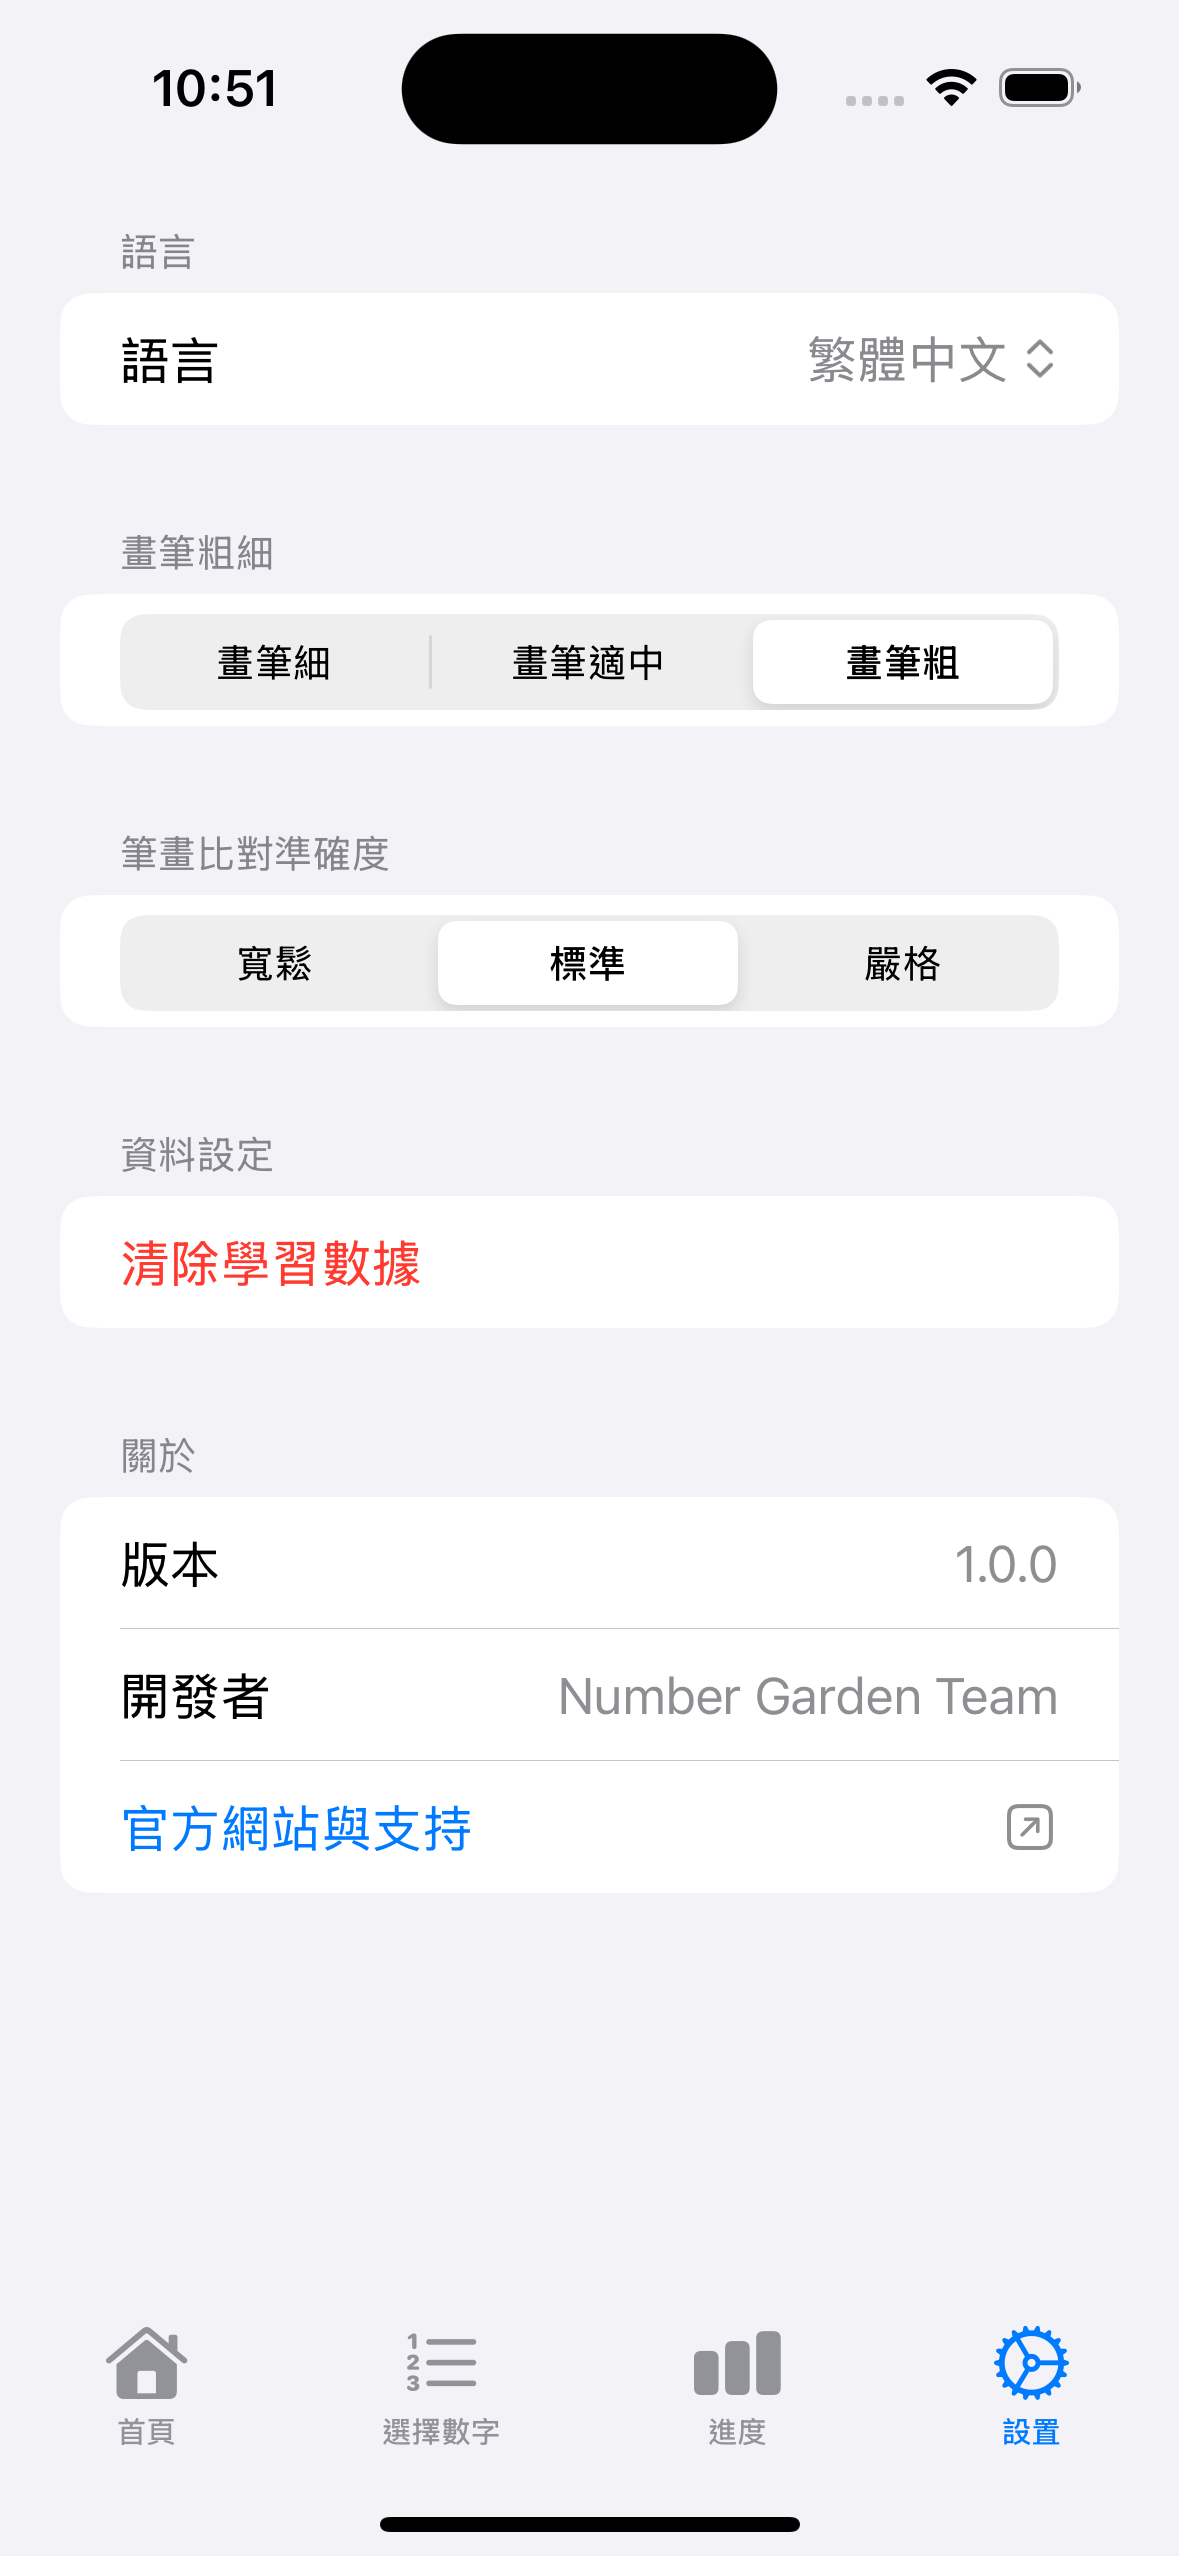 10:51
語言
語言 繁體中文
畫筆粗細
畫筆細 畫筆適中 畫筆粗
筆畫比對準確度
寬鬆 標準 嚴格
資料設定
清除學習數據
關於
版本 1.0.0
開發者 Number Garden Team
官方網站與支持
1
2
3
首頁 選擇數字 進度 設置